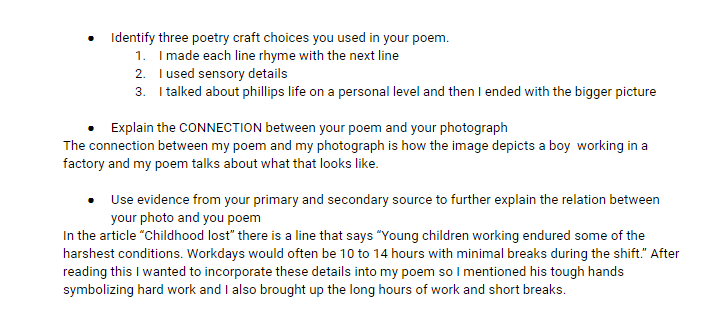 • Identify three poetry craft choices you used in your poem.
1. I made each line rhyme with the next line
2. I used sensory details
3. I talked about phillips life on a personal level and then I ended with the bigger picture
• Explain the CONNECTION between your poem and your photograph
The connection between my poem and my photograph is how the image depicts a boy  working in a
factory and my poem talks about what that looks like.
• Use evidence from your primary and secondary source to further explain the relation between
your photo and you poem
In the article “Childhood lost” there is a line that says “Young children working endured some of the
harshest conditions. Workdays would often be 10 to 14 hours with minimal breaks during the shift.” After
reading this I wanted to incorporate these details into my poem so I mentioned his tough hands
symbolizing hard work and I also brought up the long hours of work and short breaks.